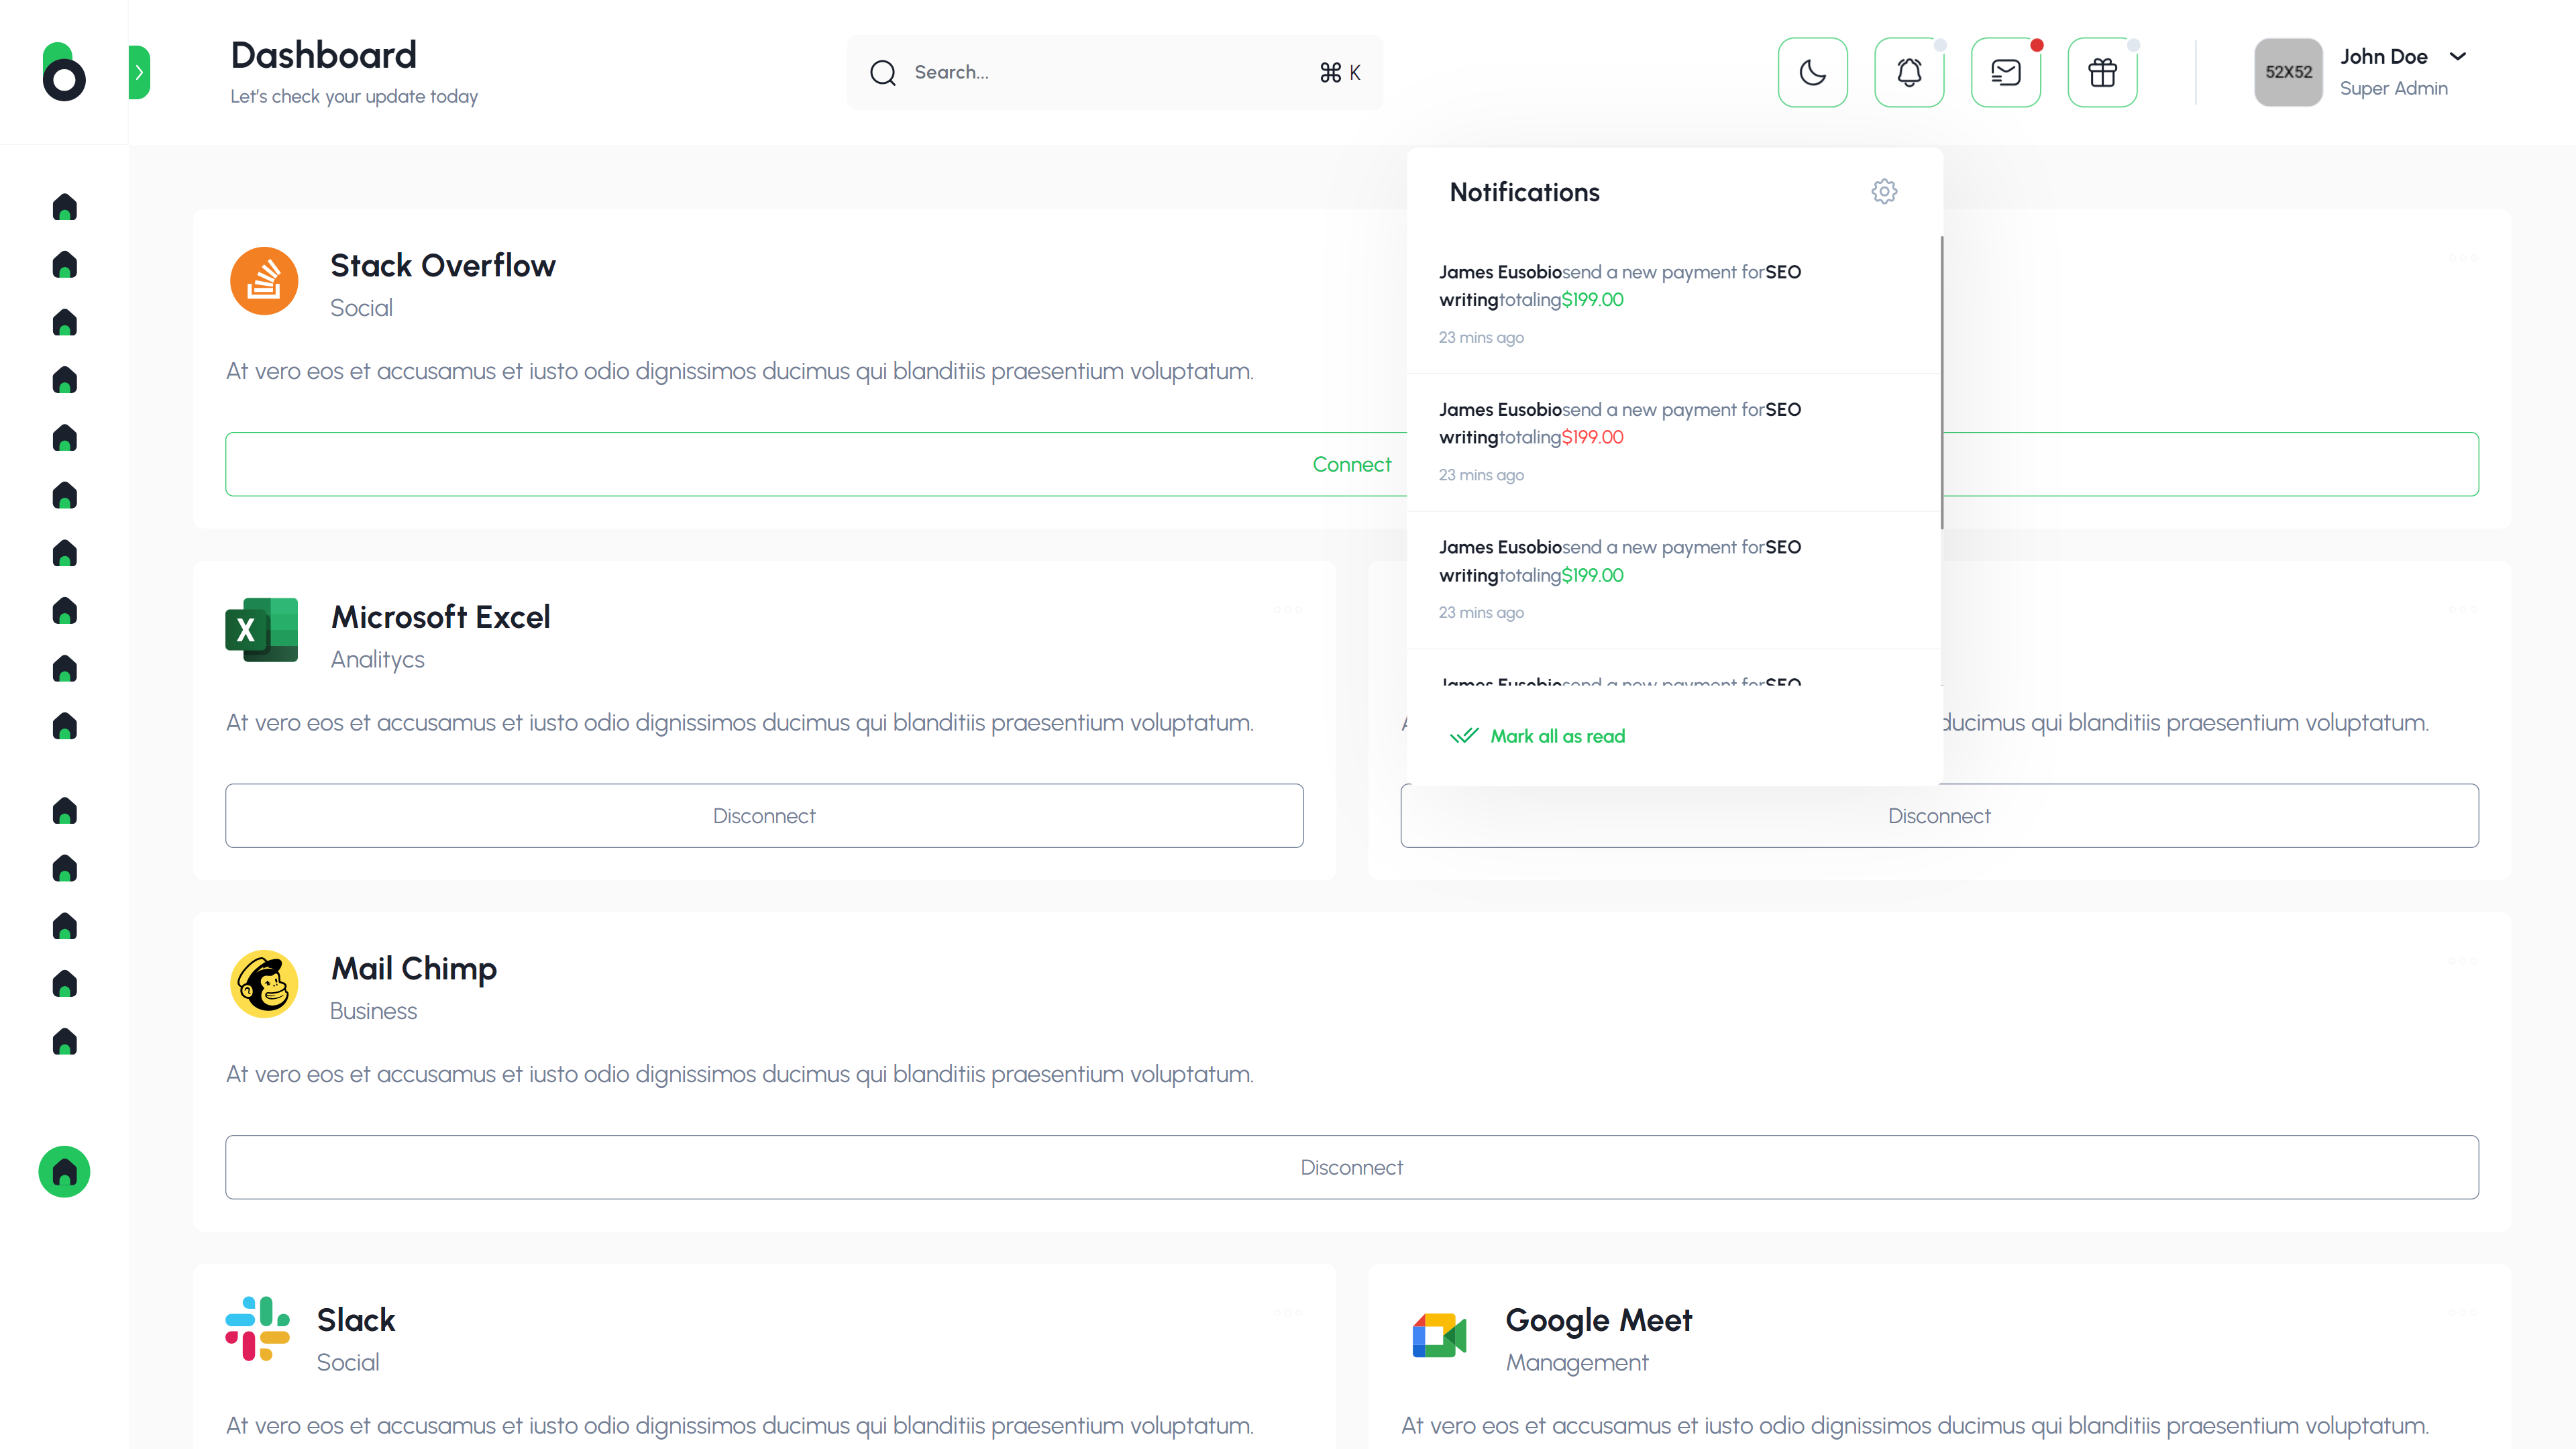 Dashboard
Let's check your update today
Search...
⌘ K
52X52
John Doe
Super Admin
Notifications
James Eusobiosend a new payment forSEO
writingtotaling$199.00
23 mins ago
James Eusobiosend a new payment forSEO
writingtotaling$199.00
23 mins ago
James Eusobiosend a new payment forSEO
writingtotaling$199.00
23 mins ago
James Eusobiosend a new payment forSEO
Mark all as read
Stack Overflow
Social
At vero eos et accusamus et iusto odio dignissimos ducimus qui blanditiis praesentium voluptatum.
Connect
Microsoft Excel
Analitycs
At vero eos et accusamus et iusto odio dignissimos ducimus qui blanditiis praesentium voluptatum.
Disconnect
ducimus qui blanditiis praesentium voluptatum.
Disconnect
Mail Chimp
Business
At vero eos et accusamus et iusto odio dignissimos ducimus qui blanditiis praesentium voluptatum.
Disconnect
Slack
Social
At vero eos et accusamus et iusto odio dignissimos ducimus qui blanditiis praesentium voluptatum.
Google Meet
Management
At vero eos et accusamus et iusto odio dignissimos ducimus qui blanditiis praesentium voluptatum.